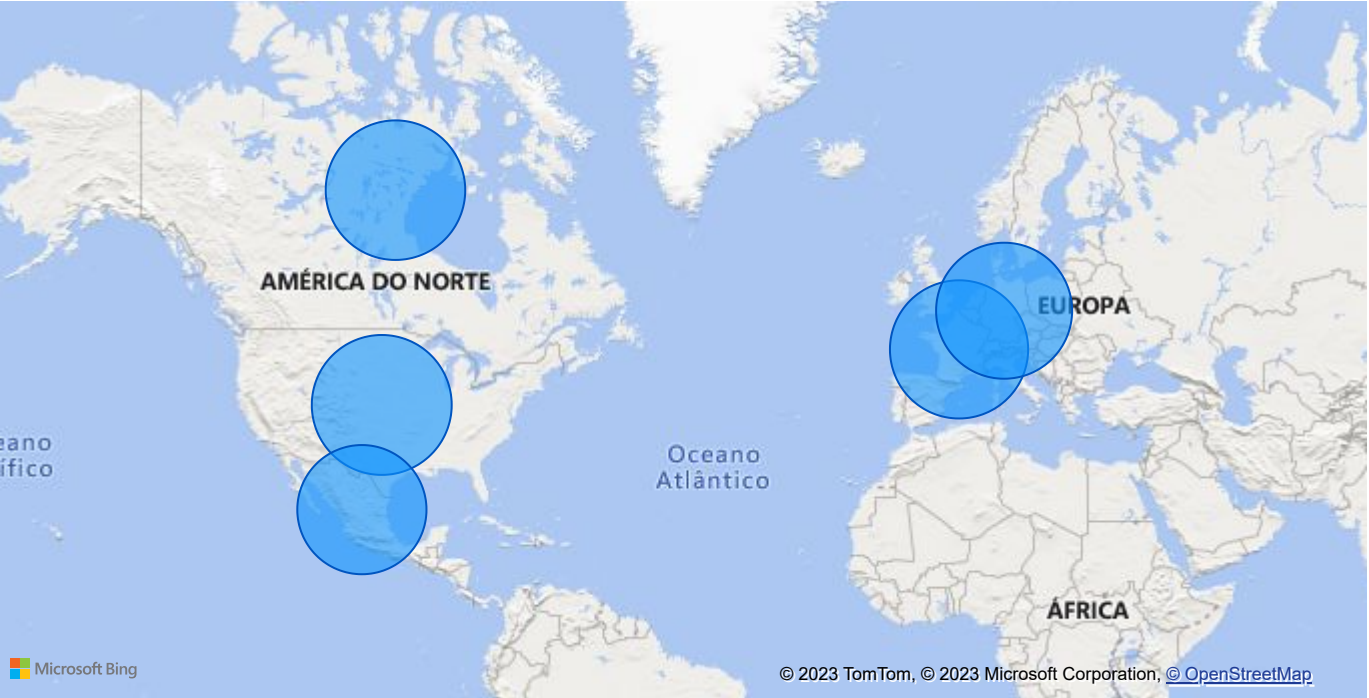 AMÉRICA DO NORTE
EUROPA
eano
ífico
Oceano
Atlântico
ÁFRICA
Microsoft Bing
© 2023 TomTom, © 2023 Microsoft Corporation, © OpenStreetMap